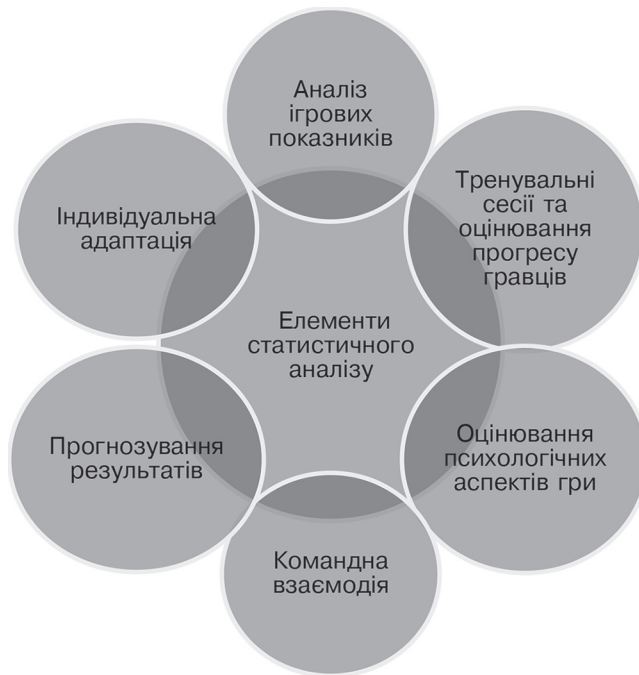 Аналіз
ігрових
показників
Тренувальні
сесії та
оцінювання
прогресу
гравців
Індивідуальна
адаптація
Елементи
статистичного
аналізу
Прогнозування
результатів
Оцінювання
психологічних
аспектів гри
Командна
взаємодія